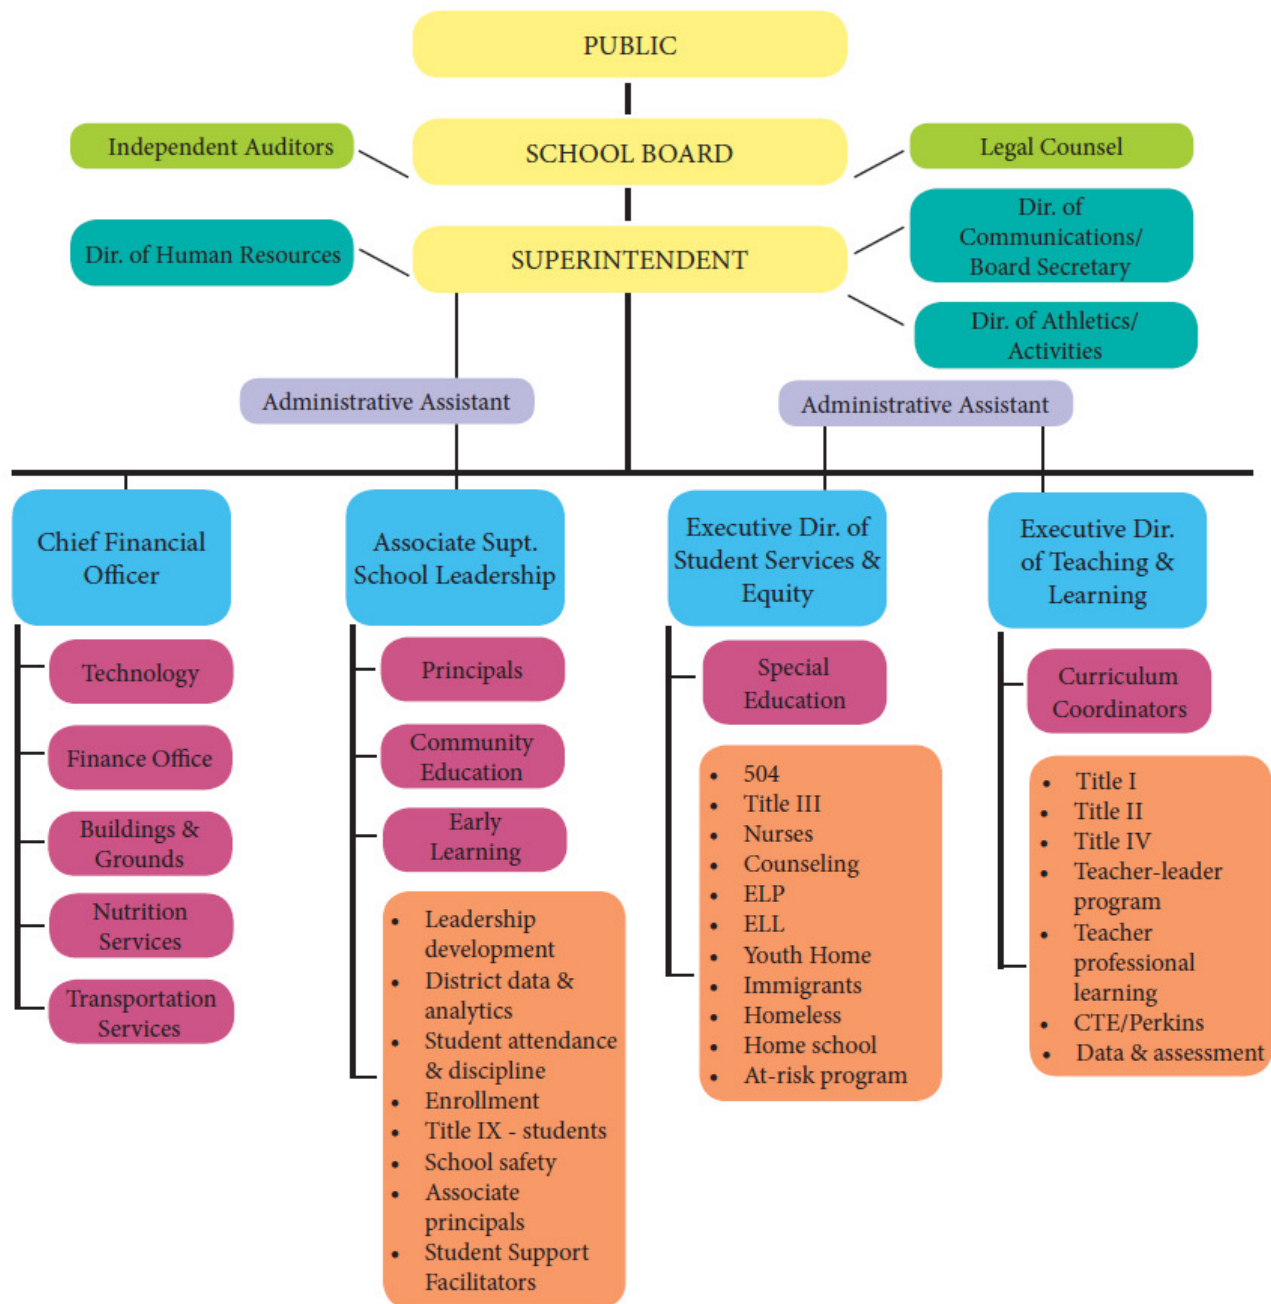 PUBLIC
Independent Auditors
SCHOOL BOARD
Legal Counsel
Dir. of Human Resources
SUPERINTENDENT
Dir. of
Communications/
Board Secretary
Dir. of Athletics/
Activities
Administrative Assistant
Administrative Assistant
Chief Financial
Officer
Technology
Finance Office
Buildings &
Grounds
Nutrition
Services
Transportation
Services
Associate Supt.
School Leadership
Principals
Community
Education
Early
Learning
• Leadership
development
• District data &
analytics
• Student attendance
& discipline
• Enrollment
• Title IX - students
• School safety
• Associate
principals
• Student Support
Facilitators
Executive Dir. of
Student Services &
Equity
Special
Education
• 504
• Title III
• Nurses
• Counseling
• ELP
• ELL
• Youth Home
• Immigrants
• Homeless
• Home school
• At-risk program
Executive Dir.
of Teaching &
Learning
Curriculum
Coordinators
• Title I
• Title II
• Title IV
• Teacher-leader
program
• Teacher
professional
learning
• CTE/Perkins
• Data & assessment